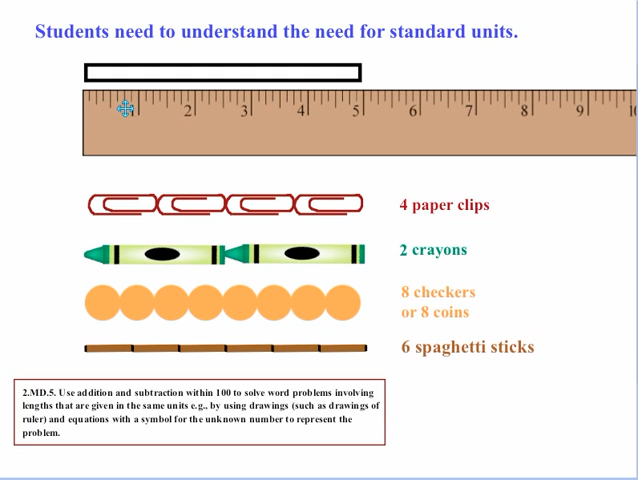 Students need to understand the need for standard units.
1 2 3 4 5 6 7 8 9 10
4 paper clips
2 crayons
8 checkers
or 8 coins
6 spaghetti sticks
2.MD.5. Use addition and subtraction within 100 to solve word problems involving
lengths that are given in the same units e.g., by using drawings (such as drawings of
ruler) and equations with a symbol for the unknown number to represent the
problem.